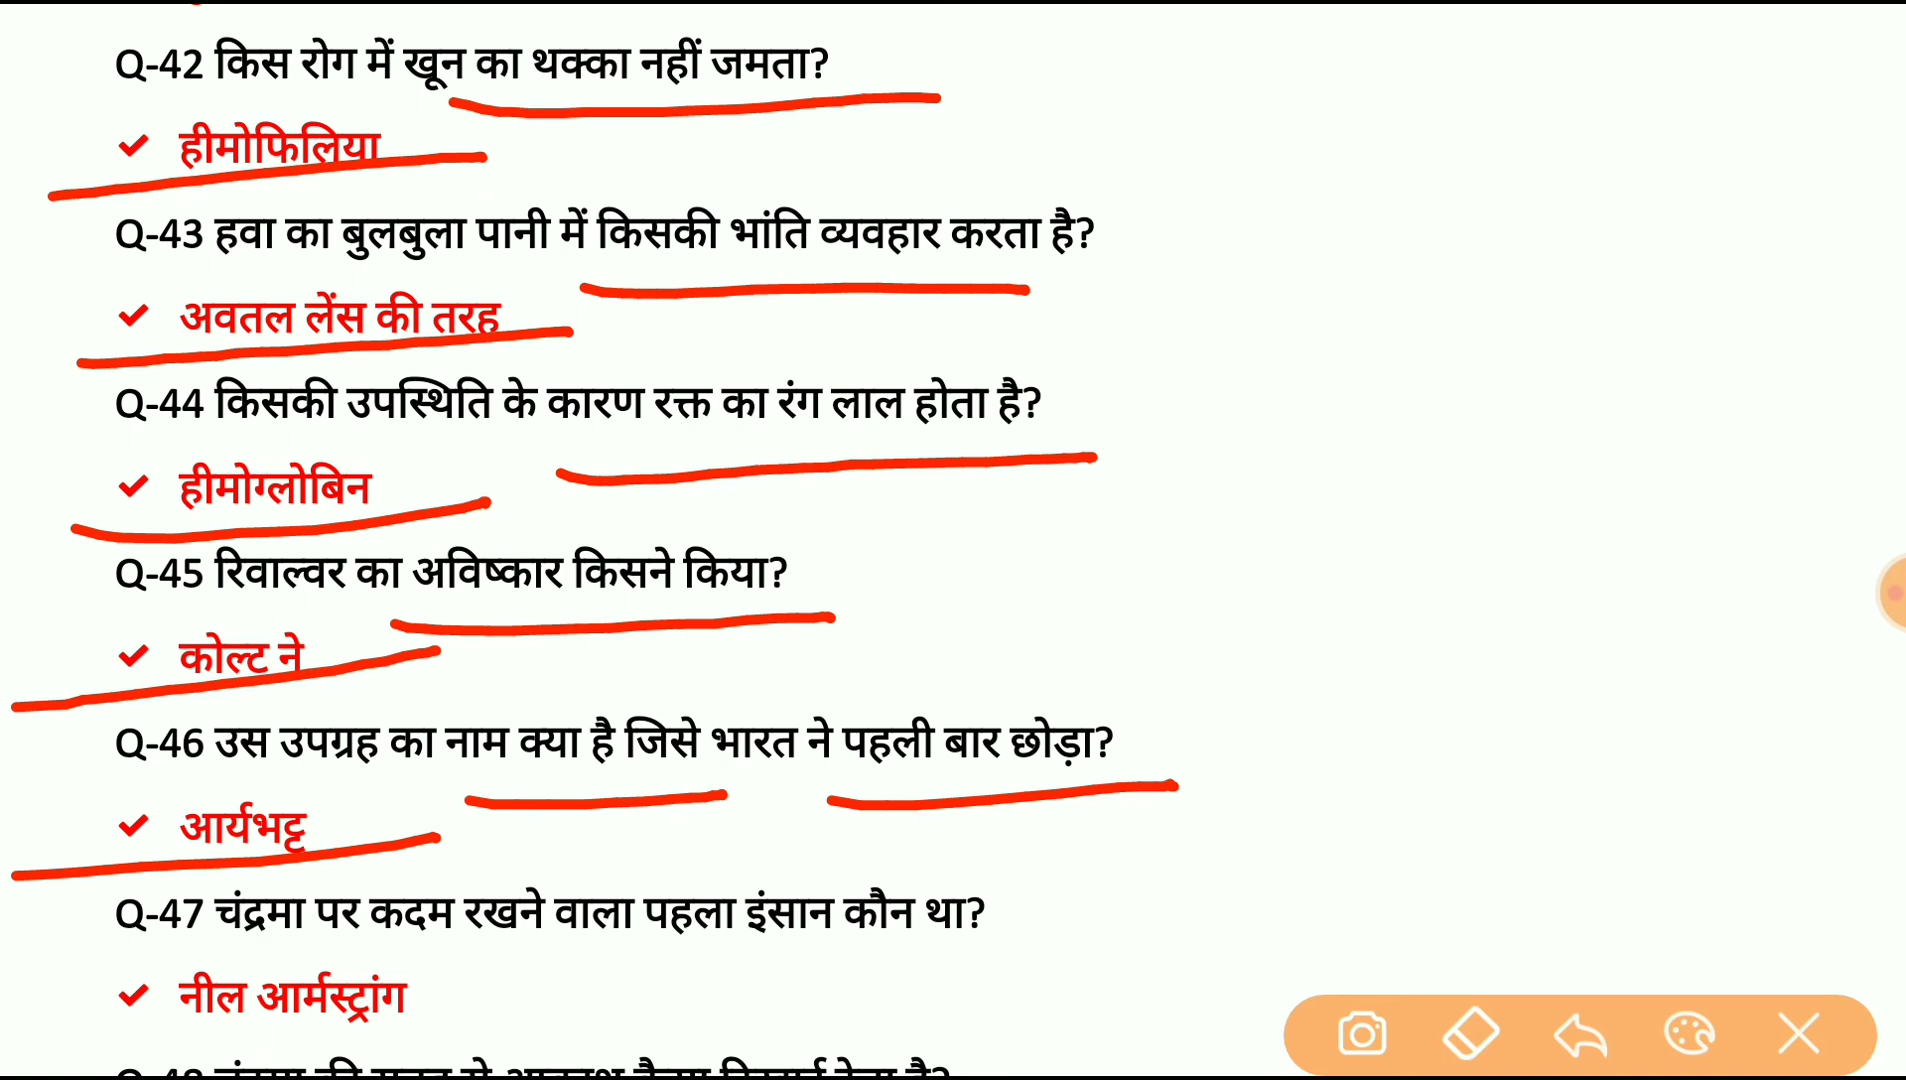 Q-42 किस रोग में खून का थक्का नहीं जमता?
✓ हीमोफिलिया
Q-43 हवा का बुलबुला पानी में किसकी भांति व्यवहार करता है?
✓ अवतल लेंस की तरह
Q-44 किसकी उपस्थिति के कारण रक्त का रंग लाल होता है?
✓ हीमोग्लोबिन
Q-45 रिवाल्वर का अविष्कार किसने किया?
✓ कोल्ट ने
Q-46 उस उपग्रह का नाम क्या है जिसे भारत ने पहली बार छोड़ा?
✓ आर्यभट्ट
Q-47 चंद्रमा पर कदम रखने वाला पहला इंसान कौन था?
✓ नील आर्मस्ट्रांग